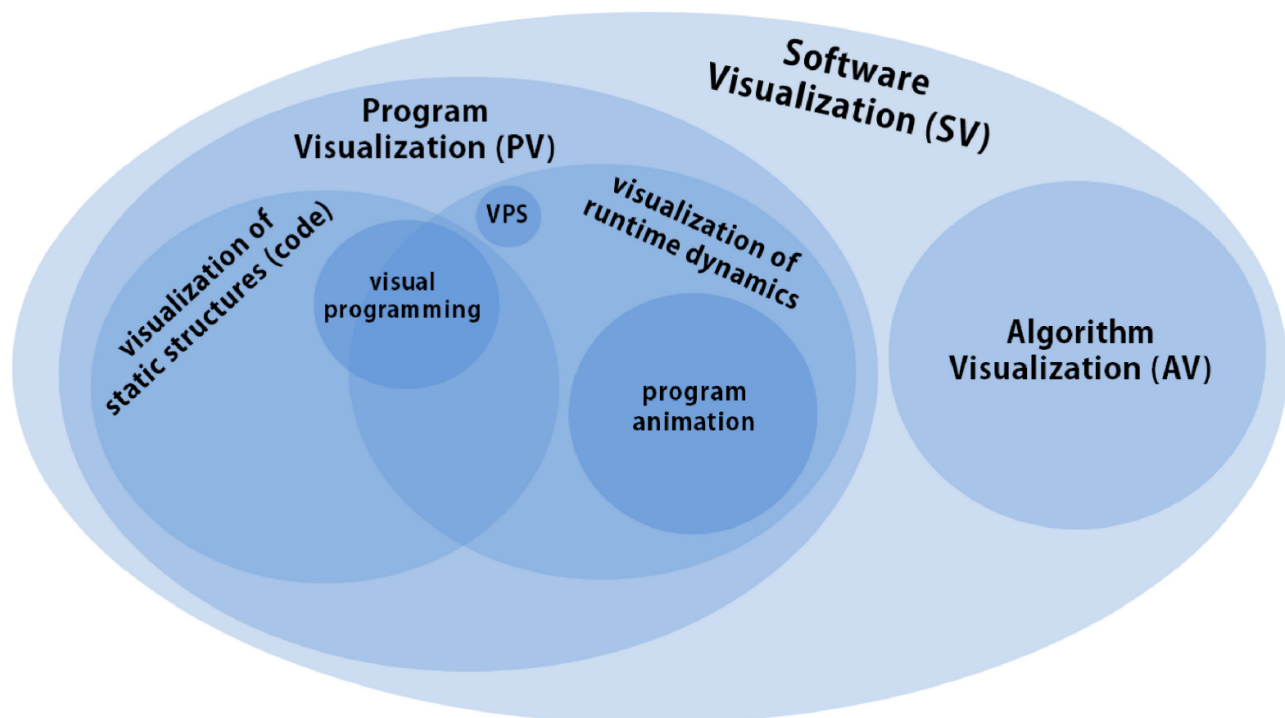 Software
Visualization (SV)
Program
Visualization (PV)
visualization of
static structures (code)
VPS
visualization of
runtime dynamics
visual
programming
program
animation
Algorithm
Visualization (AV)